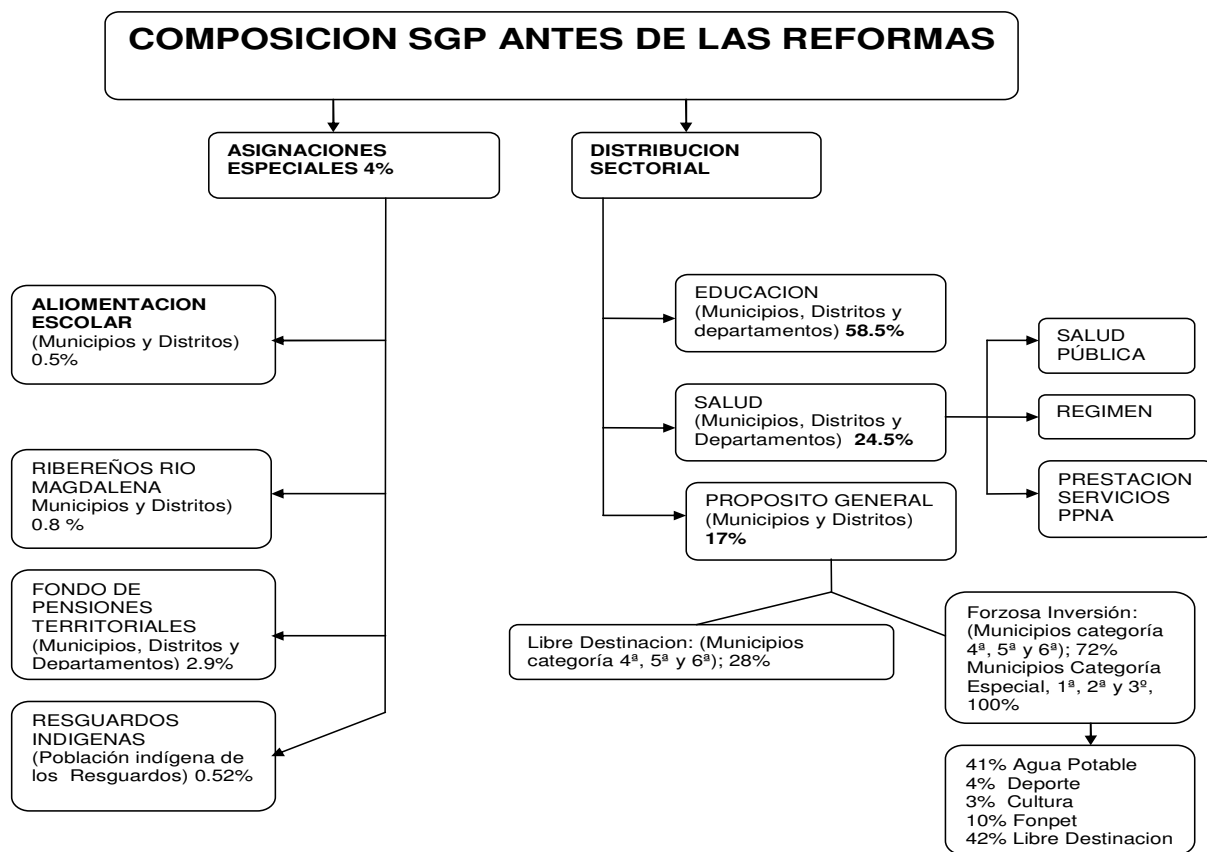 COMPOSICION SGP ANTES DE LAS REFORMAS
ASIGNACIONES
ESPECIALES 4%
DISTRIBUCION
SECTORIAL
ALIOMENTACION
ESCOLAR
(Municipios y Distritos)
0.5%
RIBEREÑOS RIO
MAGDALENA
Municipios y Distritos)
0.8 %
FONDO DE
PENSIONES
TERRITORIALES
(Municipios, Distritos y
Departamentos) 2.9%
RESGUARDOS
INDIGENAS
(Población indígena de
los Resguardos) 0.52%
EDUCACION
(Municipios, Distritos y
departamentos) 58.5%
SALUD
(Municipios, Distritos y
Departamentos) 24.5%
PROPOSITO GENERAL
(Municipios y Distritos)
17%
SALUD
PÚBLICA
REGIMEN
PRESTACION
SERVICIOS
PPNA
Libre Destinacion: (Municipios
categoría 4ª, 5ª y 6ª); 28%
Forzosa Inversión:
(Municipios categoría
4ª, 5ª y 6ª); 72%
Municipios Categoría
Especial, 1ª, 2ª y 3º,
100%
41% Agua Potable
4% Deporte
3% Cultura
10% Fonpet
42% Libre Destinacion